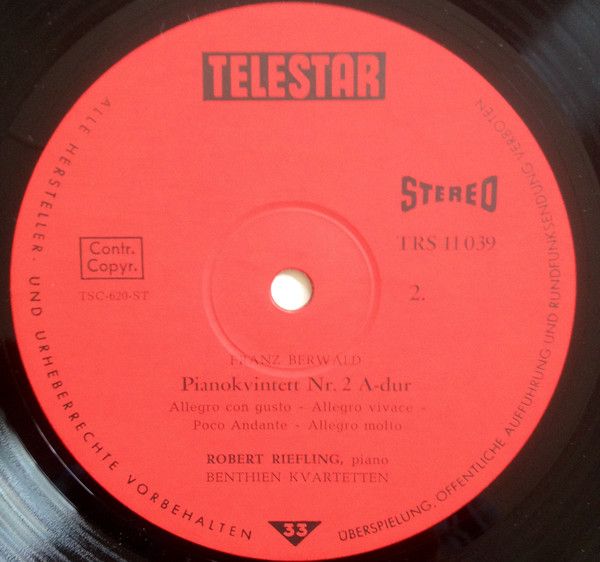 TELESTAR
STEREO
TRS 11 039
Contr.
Copyr.
TSC-620-ST
2.
FRANZ BERWALD
Pianokvintett Nr. 2 A-dur
Allegro con gusto - Allegro vivace -
Poco Andante - Allegro molto
ROBERT RIEFLING, piano
BENTHIEN KVARTETTEN
33
ALLE HERSTELLER- UND URHEBERRECHTE VORBEHALTEN
ÜBERSPIELUNG, ÖFFENTLICHE AUFFÜHRUNG UND RUNDFUNKSENDUNG VERBOTEN